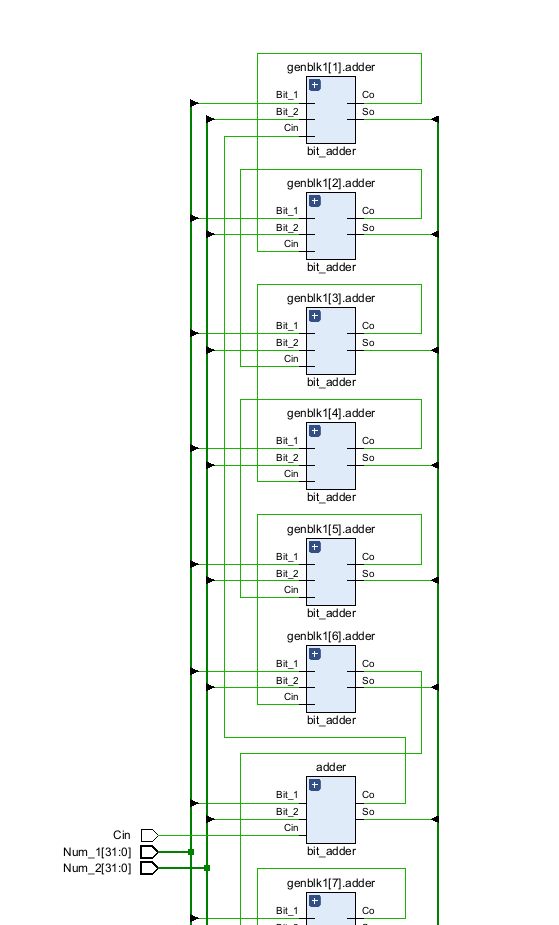 genblk1[1].adder
Bit_1 Co
Bit_2 So
Cin
bit_adder
genblk1[2].adder
Bit_1 Co
Bit_2 So
Cin
bit_adder
genblk1[3].adder
Bit_1 Co
Bit_2 So
Cin
bit_adder
genblk1[4].adder
Bit_1 Co
Bit_2 So
Cin
bit_adder
genblk1[5].adder
Bit_1 Co
Bit_2 So
Cin
bit_adder
genblk1[6].adder
Bit_1 Co
Bit_2 So
Cin
bit_adder
adder
Bit_1 Co
Bit_2 So
Cin Cin
bit_adder
Num_1[31:0]
Num_2[31:0]
genblk1[7].adder
Bit_1 Co